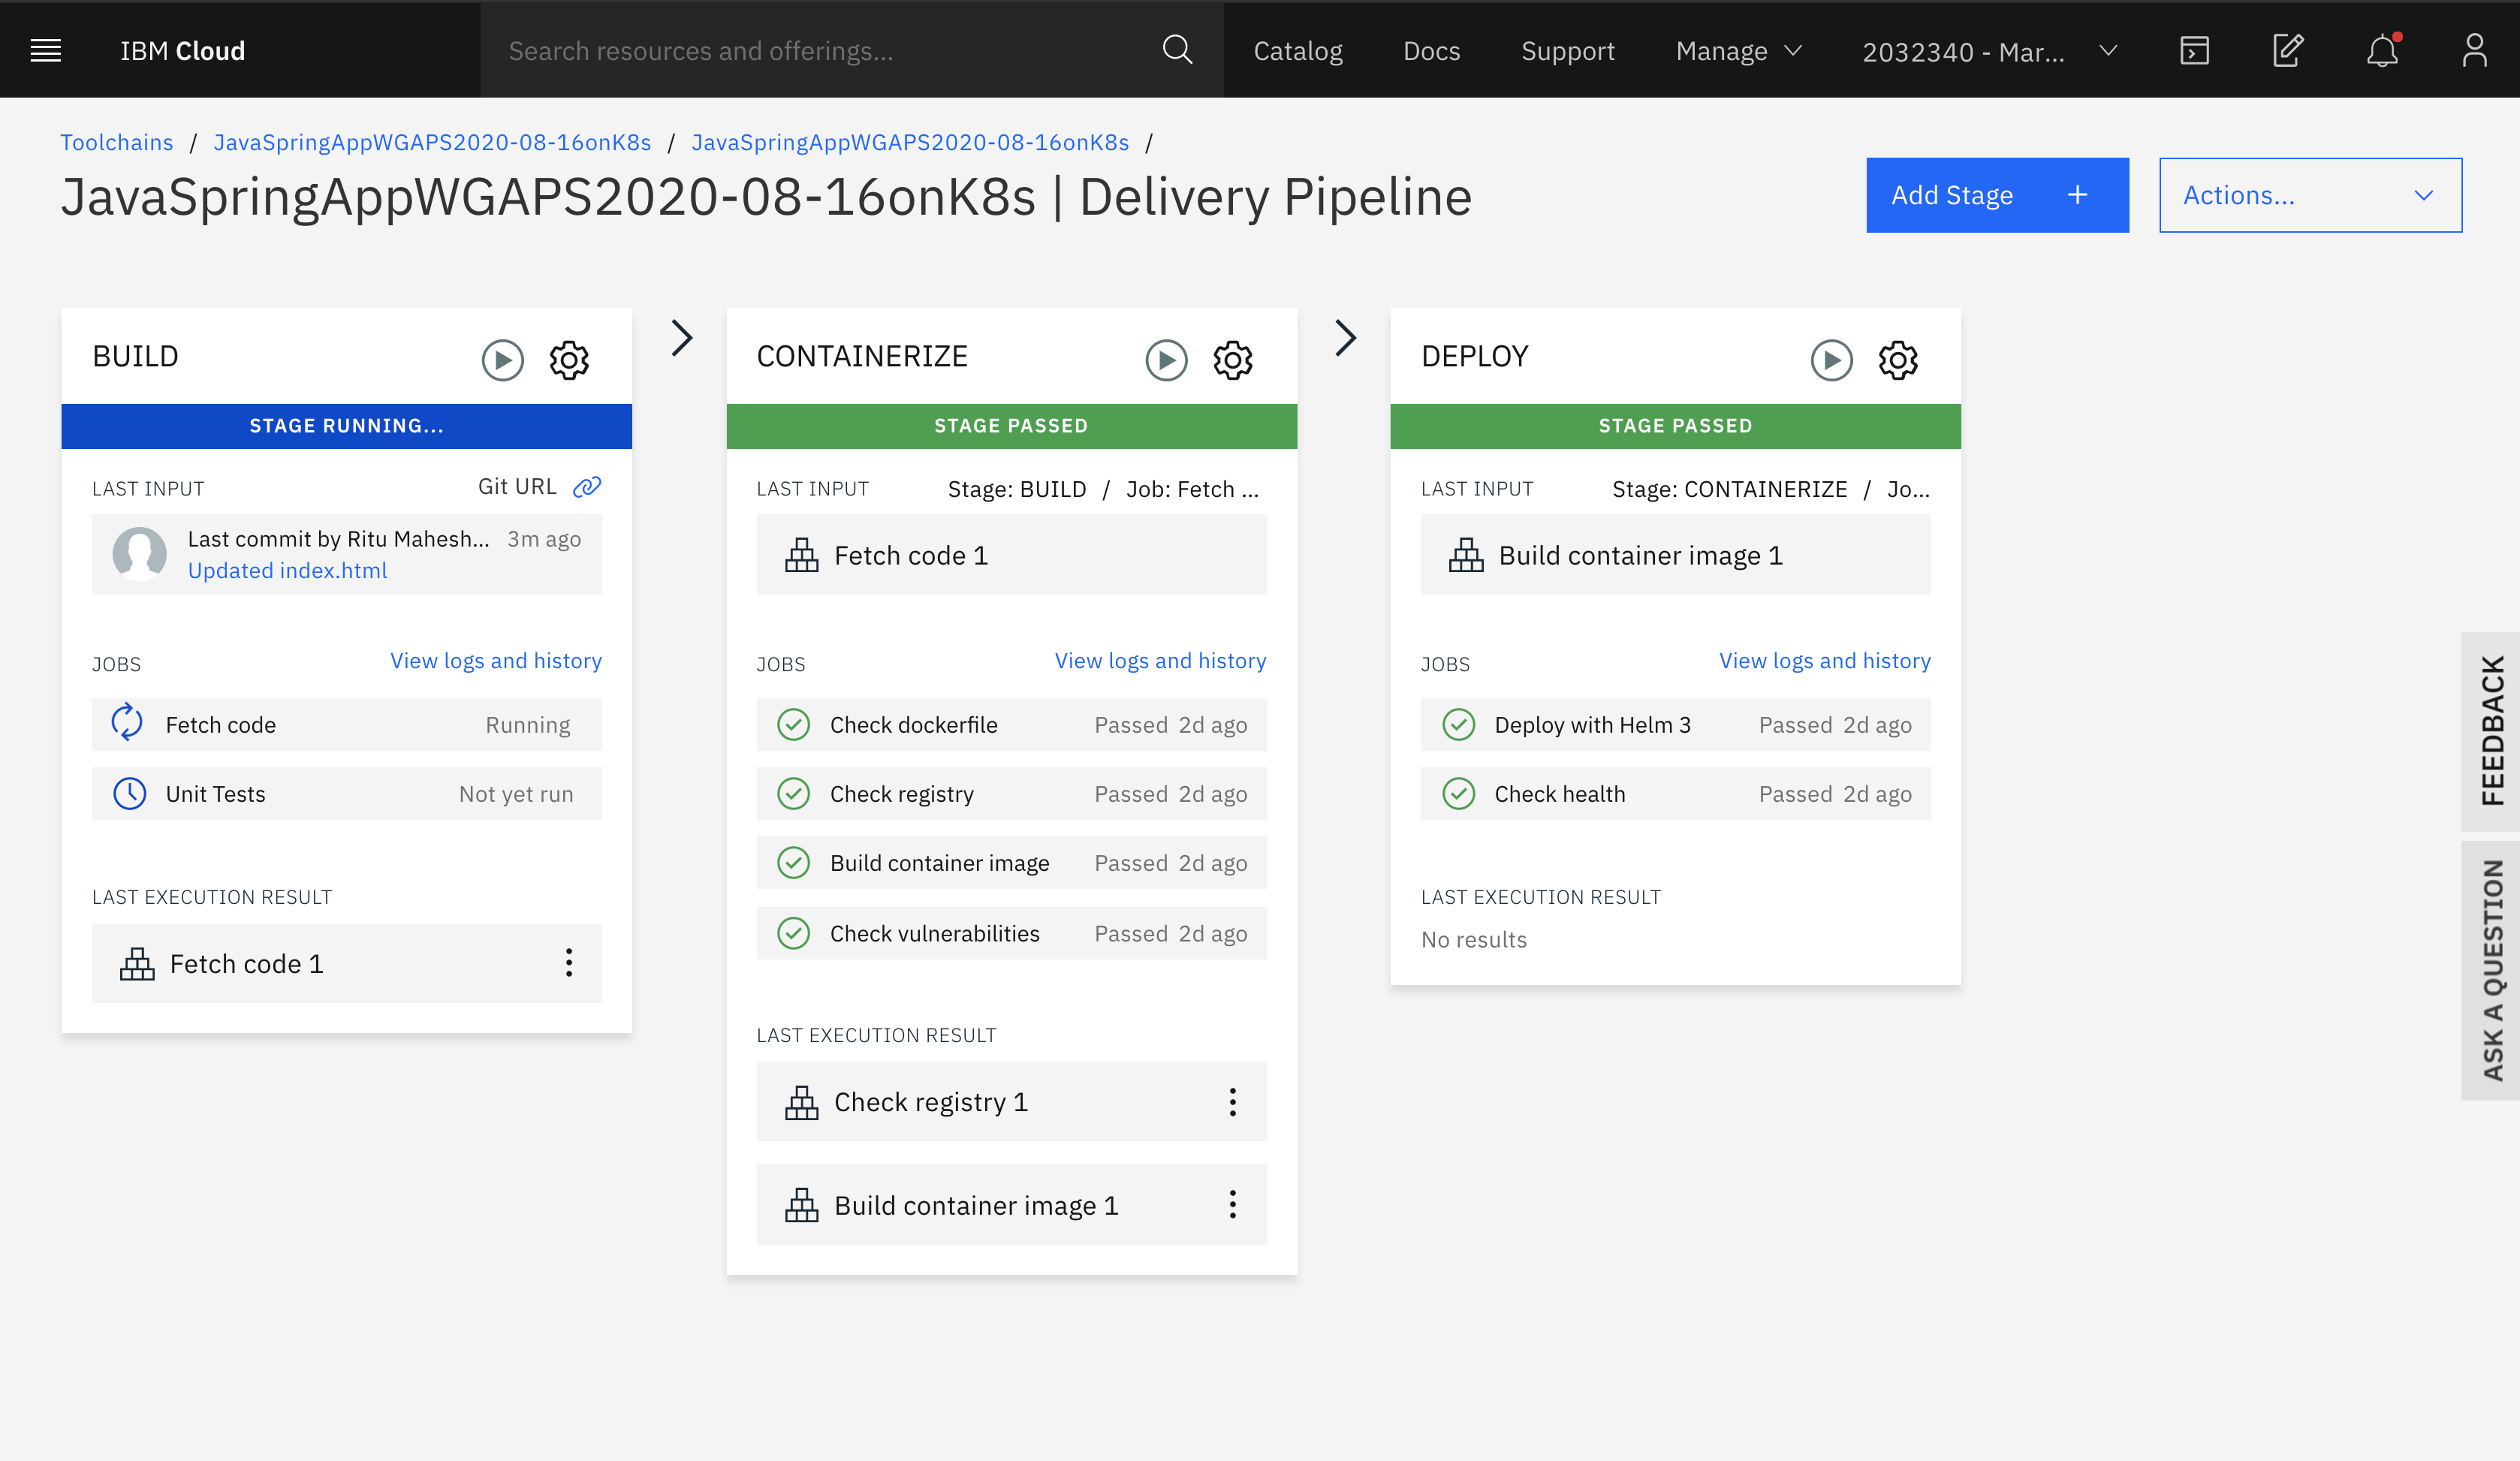 IBM Cloud
Search resources and offerings...
Catalog
Docs
Support
Manage
2032340 - Mar...
Toolchains / JavaSpringAppWGAPS2020-08-16onK8s / JavaSpringAppWGAPS2020-08-16onK8s /
JavaSpringAppWGAPS2020-08-16onK8s | Delivery Pipeline
Add Stage +
Actions...
BUILD
STAGE RUNNING...
LAST INPUT Git URL
Last commit by Ritu Mahesh... 3m ago
Updated index.html
JOBS View logs and history
Fetch code Running
Unit Tests Not yet run
LAST EXECUTION RESULT
Fetch code 1
CONTAINERIZE
STAGE PASSED
LAST INPUT Stage: BUILD / Job: Fetch ...
Fetch code 1
JOBS View logs and history
Check dockerfile Passed 2d ago
Check registry Passed 2d ago
Build container image Passed 2d ago
Check vulnerabilities Passed 2d ago
LAST EXECUTION RESULT
Check registry 1
Build container image 1
DEPLOY
STAGE PASSED
LAST INPUT Stage: CONTAINERIZE / Jo...
Build container image 1
JOBS View logs and history
Deploy with Helm 3 Passed 2d ago
Check health Passed 2d ago
LAST EXECUTION RESULT
No results
FEEDBACK
ASK A QUESTION